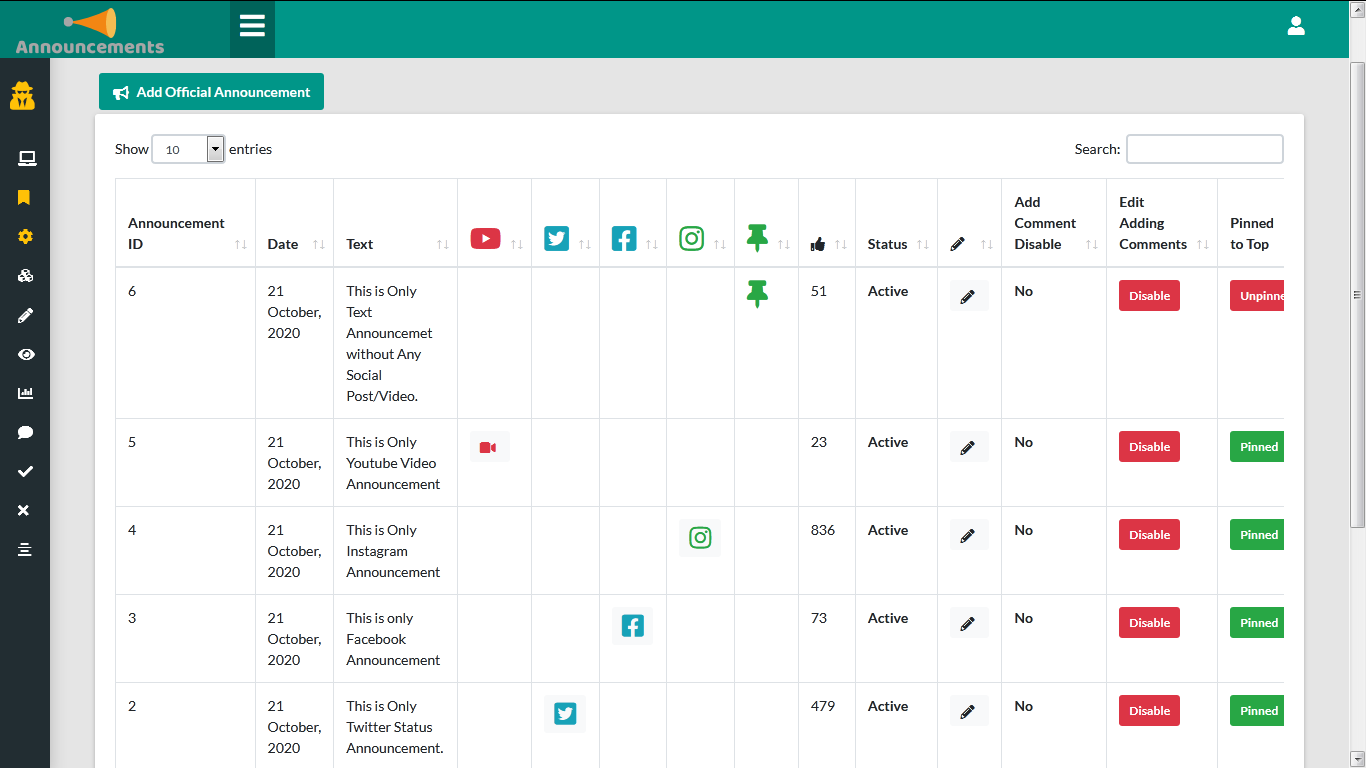 Announcements
Add Official Announcement
Show 10 entries
Search:
Announcement
ID
Date
Text
Status
Add
Comment
Disable
Edit
Adding
Comments
Pinned
to Top
6
21
October,
2020
This is Only
Text
Announcemet
without Any
Social
Post/Video.
51
Active
No
Disable
Unpinne
5
21
October,
2020
This is Only
Youtube Video
Announcement
23
Active
No
Disable
Pinned
4
21
October,
2020
This is Only
Instagram
Announcement
836
Active
No
Disable
Pinned
3
21
October,
2020
This is only
Facebook
Announcement
73
Active
No
Disable
Pinned
2
21
October,
2020
This is Only
Twitter Status
Announcement.
479
Active
No
Disable
Pinned